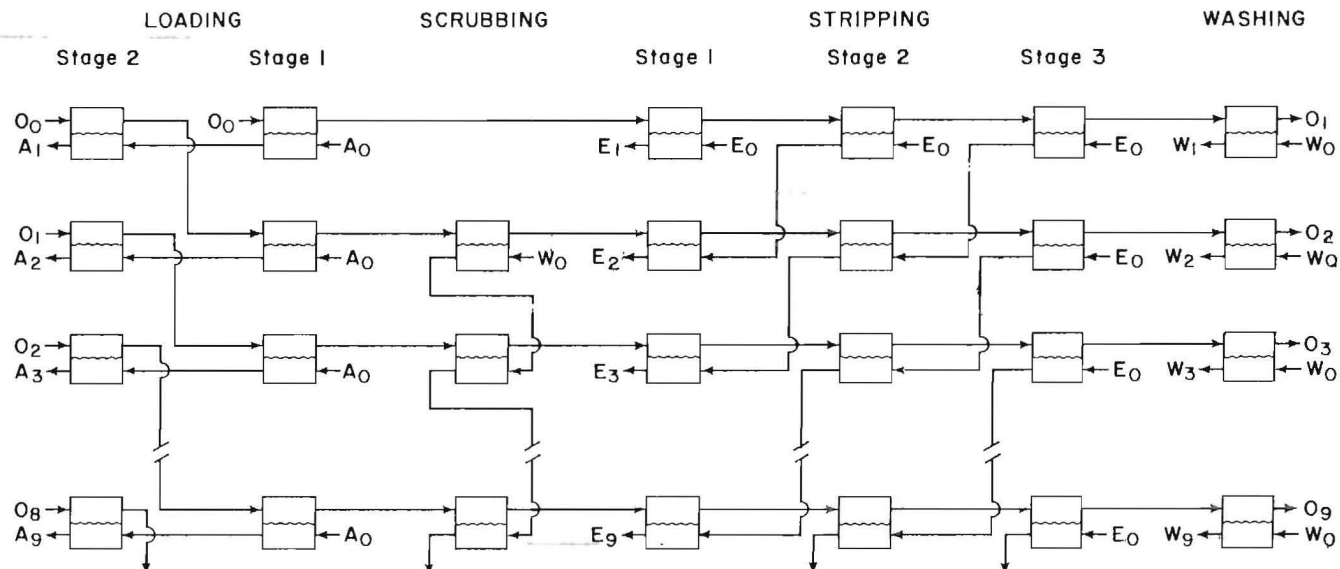 LOADING SCRUBBING STRIPPING WASHING
Stage 2 Stage 1 Stage 1 Stage 2 Stage 3
O0 O0 O1
A1 A0 E1 E0 E0 E0 W1 W0
O1 O2
A2 A0 W0 E2 E0 W2 W0
O2 O3
A3 A0 E3 E0 W3 W0
O8 O9
A9 A0 E9 E0 W9 W0